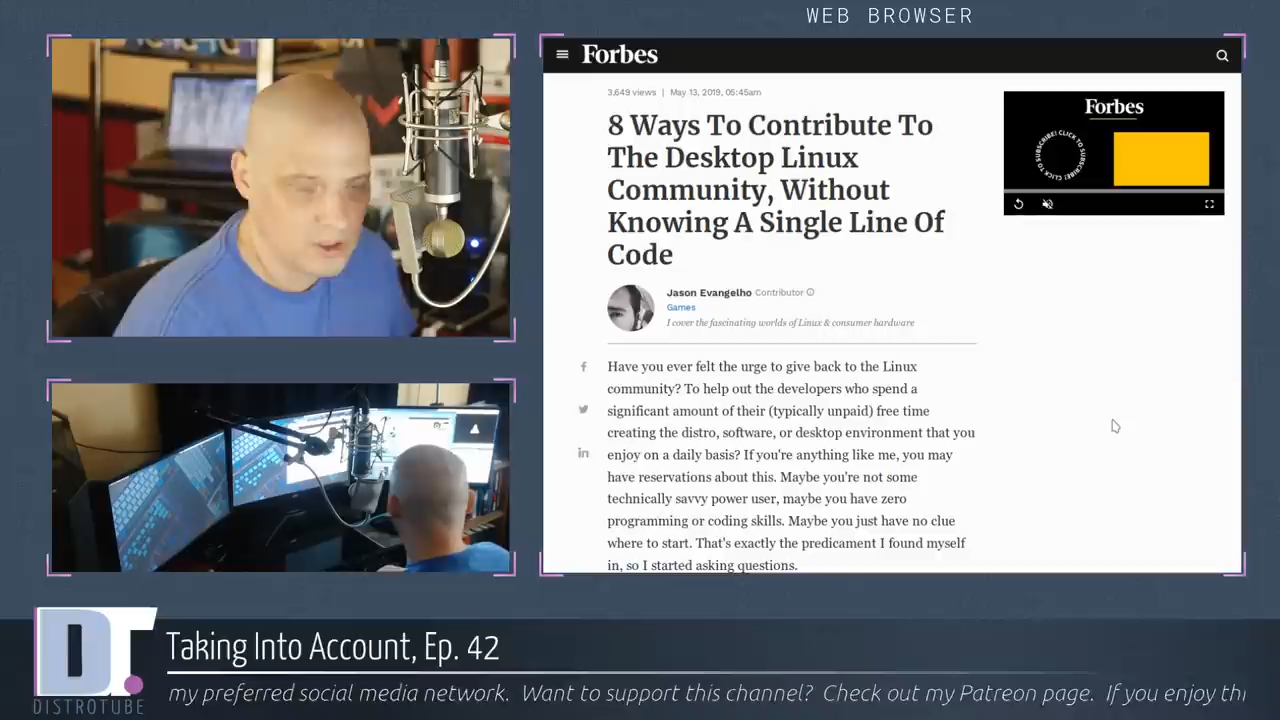 WEB BROWSER
Forbes
3,649 views | May 13, 2019, 05:45am
8 Ways To Contribute To
The Desktop Linux
Community, Without
Knowing A Single Line Of
Code
Jason Evangelho Contributor
Games
I cover the fascinating worlds of Linux & consumer hardware
Have you ever felt the urge to give back to the Linux
community? To help out the developers who spend a
significant amount of their (typically unpaid) free time
creating the distro, software, or desktop environment that you
enjoy on a daily basis? If you're anything like me, you may
have reservations about this. Maybe you're not some
technically savvy power user, maybe you have zero
programming or coding skills. Maybe you just have no clue
where to start. That's exactly the predicament I found myself
in, so I started asking questions.
Forbes
CLICK TO SUBSCRIBE! CLICK TO SUBSCRIBE!
DT
DISTROTUBE
Taking Into Account, Ep. 42
my preferred social media network. Want to support this channel? Check out my Patreon page. If you enjoy thi